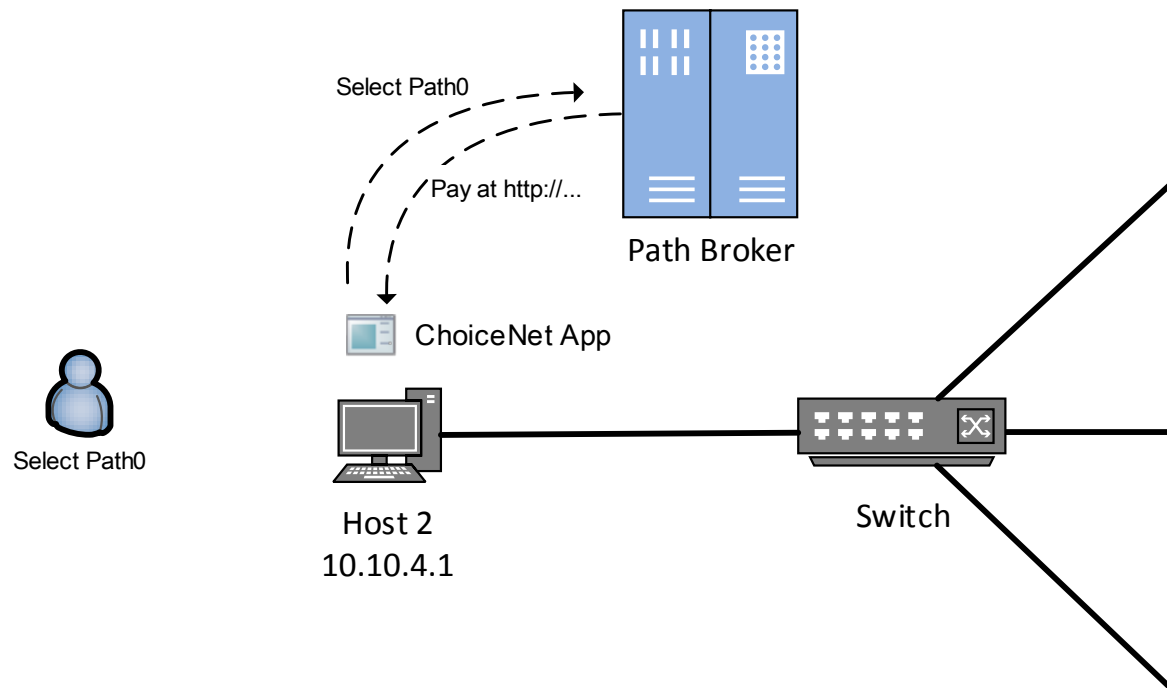 Select Path0
Pay at http://...
Path Broker
ChoiceNet App
Select Path0
Host 2
10.10.4.1
Switch